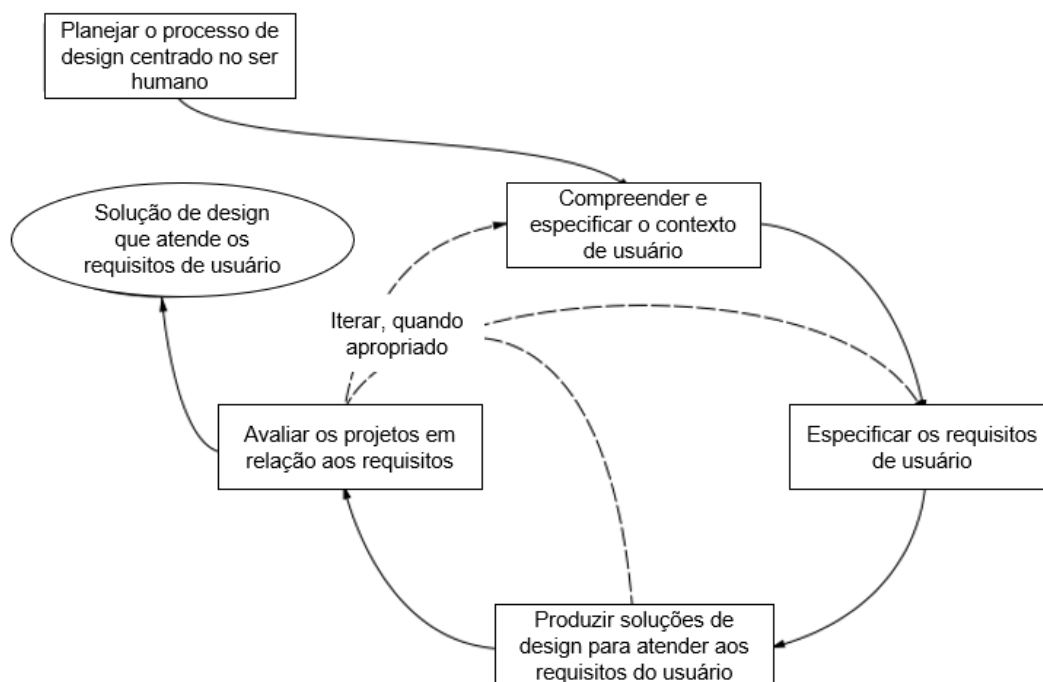 Planejar o processo de
design centrado no ser
humano
Compreender e
especificar o contexto
de usuário
Solução de design
que atende os
requisitos de usuário
Iterar, quando
apropriado
Avaliar os projetos em
relação aos requisitos
Especificar os requisitos
de usuário
Produzir soluções de
design para atender aos
requisitos do usuário